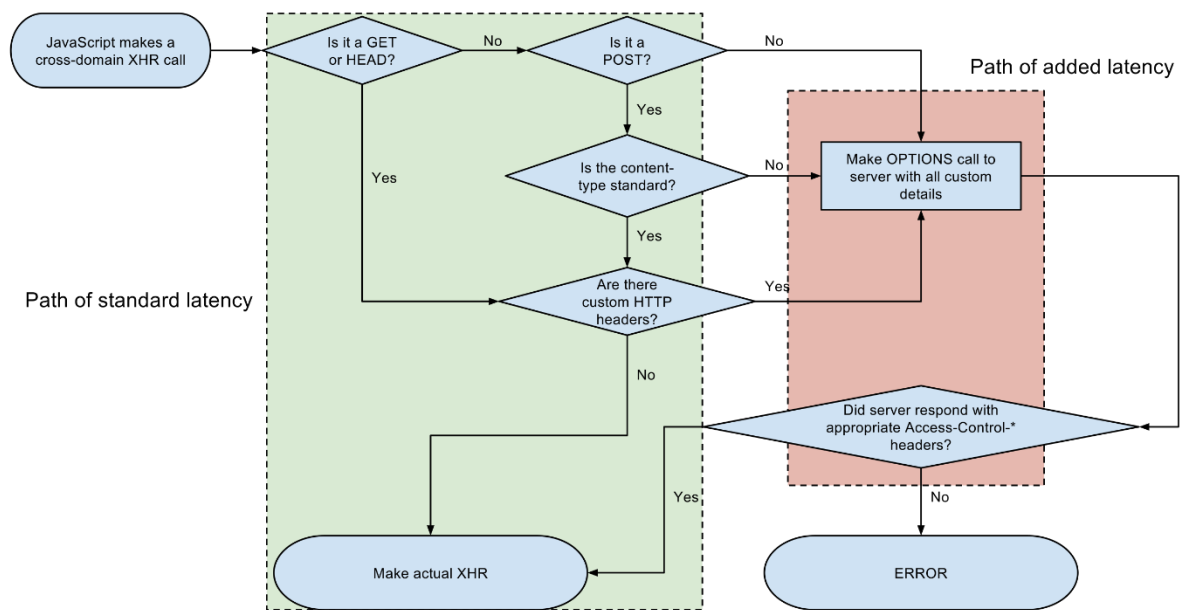 JavaScript makes a
cross-domain XHR call
Is it a GET
or HEAD?
No
Is it a
POST?
No
Path of added latency
Yes
Yes
Is the content-
type standard?
No
Make OPTIONS call to
server with all custom
details
Yes
Path of standard latency
Are there
custom HTTP
headers?
Yes
No
Did server respond with
appropriate Access-Control-*
headers?
Yes
No
Make actual XHR
ERROR